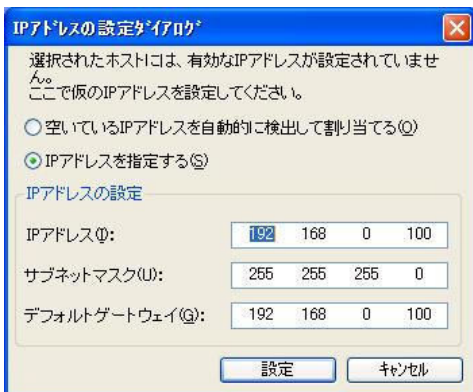 IPｱﾄﾞﾚｽの設定ﾀﾞｲｱﾛｸﾞ
選択されたホストには、有効なIPアドレスが設定されていませ
ん。
ここで仮のIPアドレスを設定してください。
空いているIPアドレスを自動的に検出して割り当てる(O)
IPアドレスを指定する(S)
IPアドレスの設定
IPアドレス(I): 192 168 0 100
サブネットマスク(U): 255 255 255 0
デフォルトゲートウェイ(G): 192 168 0 100
設定 ｷｬﾝｾﾙ